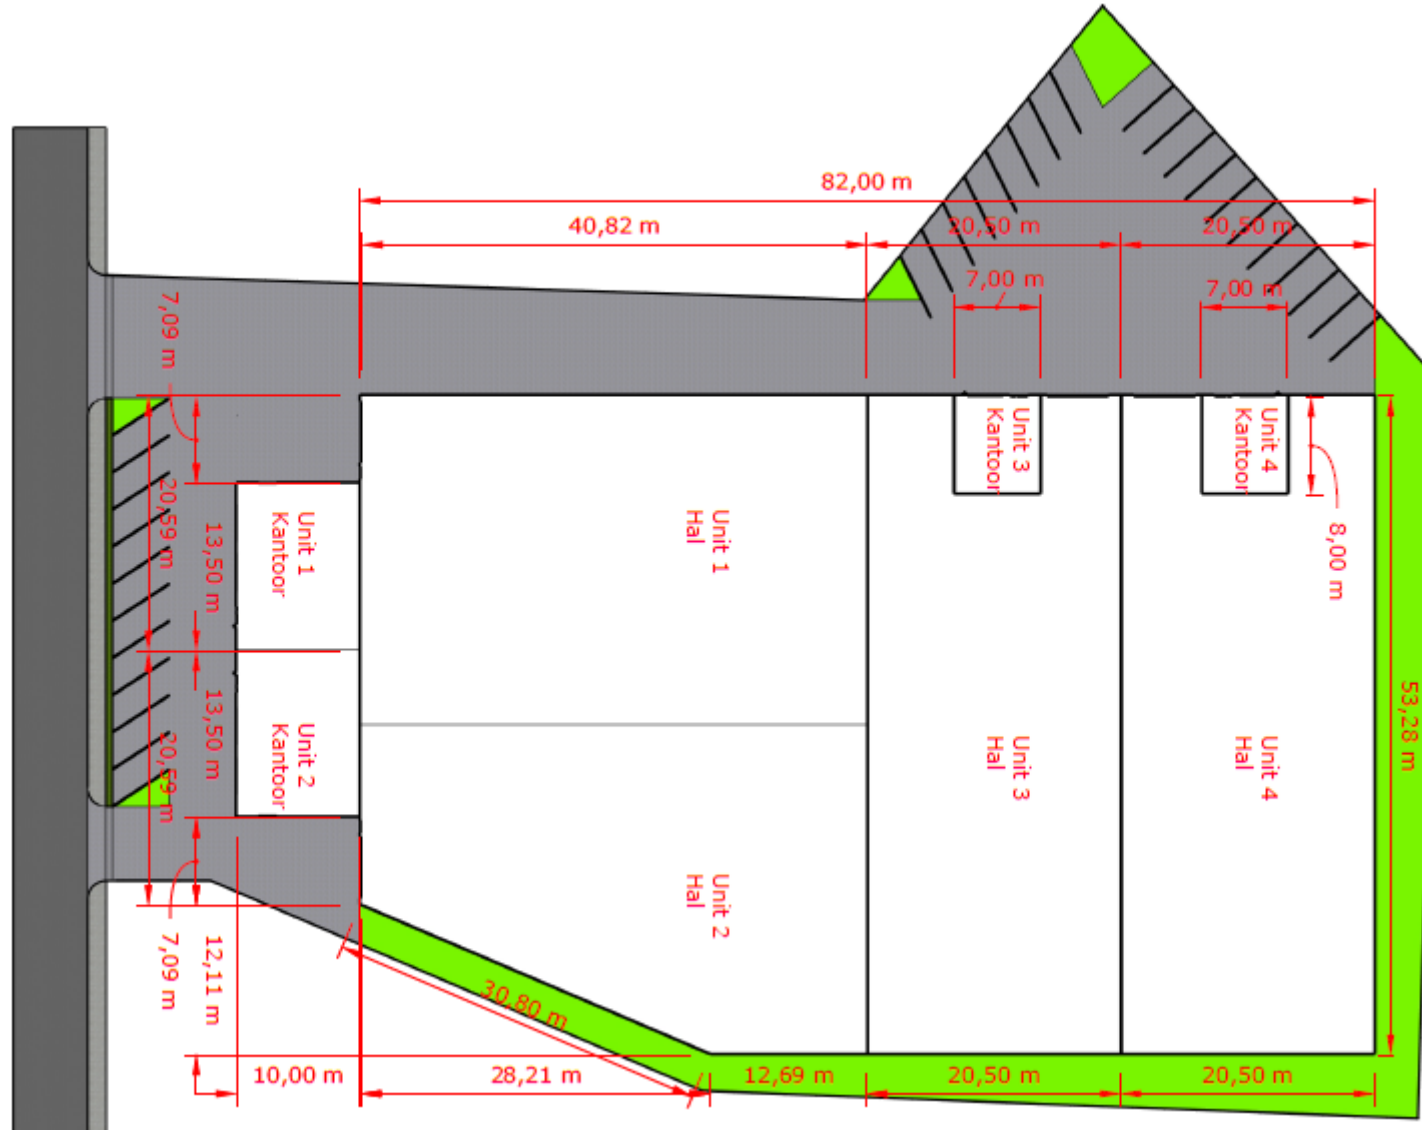 82,00 m
40,82 m
20,50 m
20,50 m
7,00 m
7,00 m
7,09 m
20,59 m
13,50 m
Unit 1
Kantoor
Unit 1
Hal
Unit 3
Kantoor
Unit 4
Kantoor
8,00 m
53,28 m
13,50 m
20,59 m
Unit 2
Kantoor
Unit 2
Hal
Unit 3
Hal
Unit 4
Hal
7,09 m
12,11 m
30,80 m
10,00 m
28,21 m
12,69 m
20,50 m
20,50 m